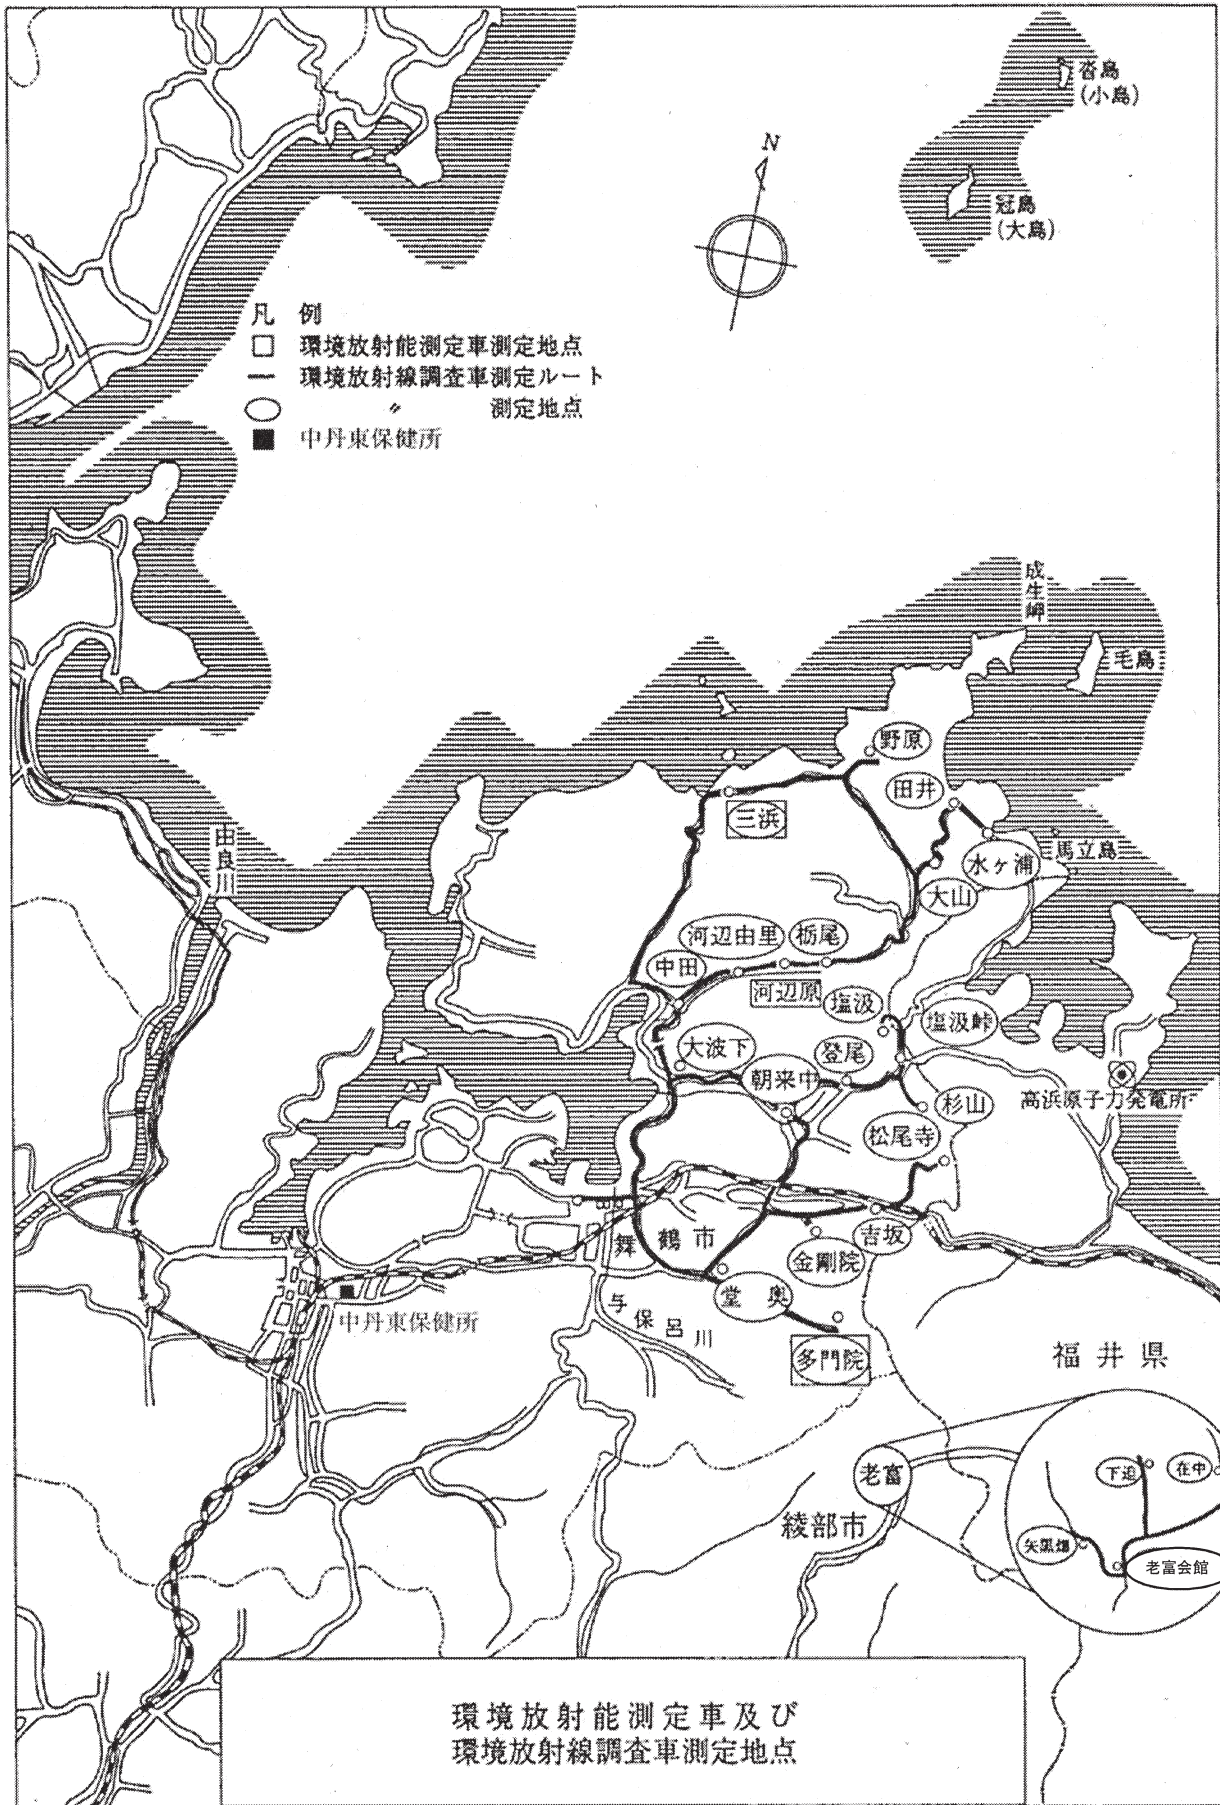 沓島
(小島)
N
冠島
(大島)
凡 例
環境放射能測定車測定地点
環境放射線調査車測定ルート
〃 測定地点
中丹東保健所
成生岬
毛島
野原
田井
三浜
由良川
馬立島
水ヶ浦
大山
河辺由里
栃尾
中田
河辺原
塩汲
塩汲峠
大波下
登尾
朝来中
高浜原子力発電所
杉山
松尾寺
舞鶴市
吉坂
金剛院
堂 奥
中丹東保健所
与保呂川
多門院
福井県
老富
綾部市
下迫
在中
矢黒畑
老富会館
環境放射能測定車及び
環境放射線調査車測定地点